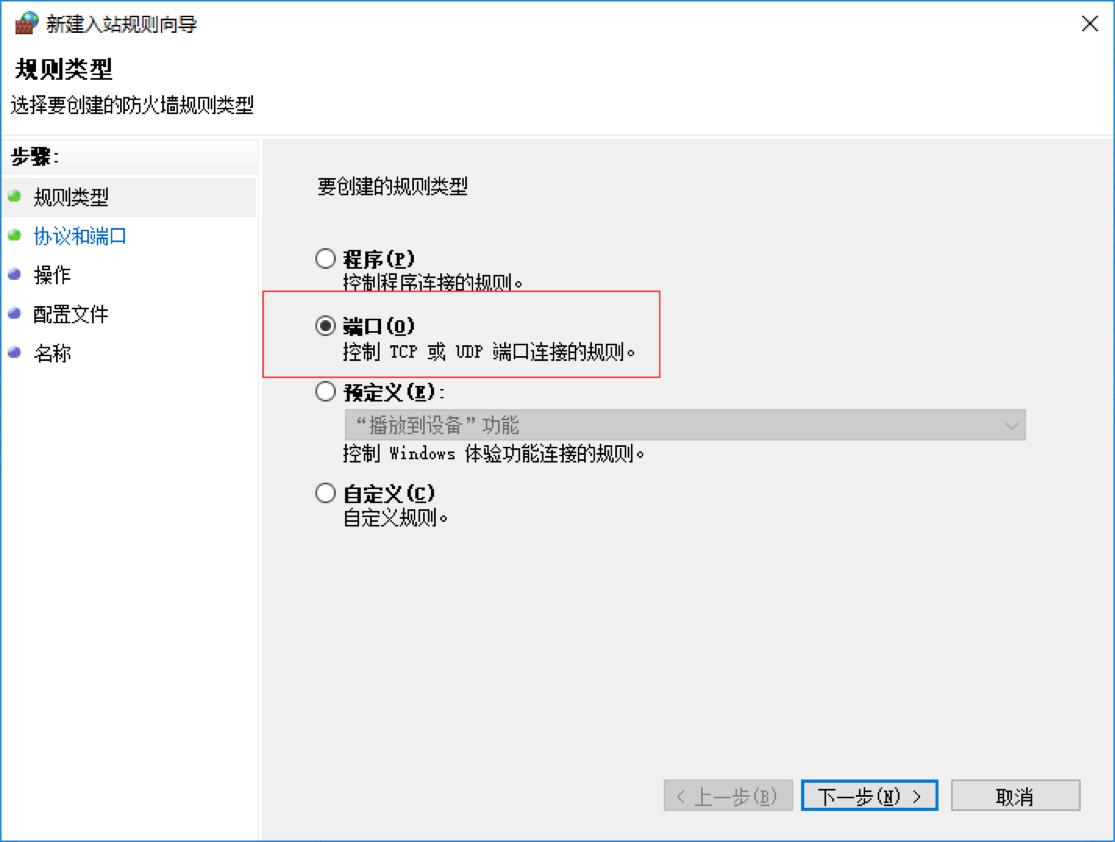 新建入站规则向导
规则类型
选择要创建的防火墙规则类型
步骤:
规则类型
协议和端口
操作
配置文件
名称
要创建的规则类型
程序(P)
控制程序连接的规则。
端口(O)
控制 TCP 或 UDP 端口连接的规则。
预定义(E):
“播放到设备”功能
控制 Windows 体验功能连接的规则。
自定义(C)
自定义规则。
< 上一步(B)
下一步(N) >
取消